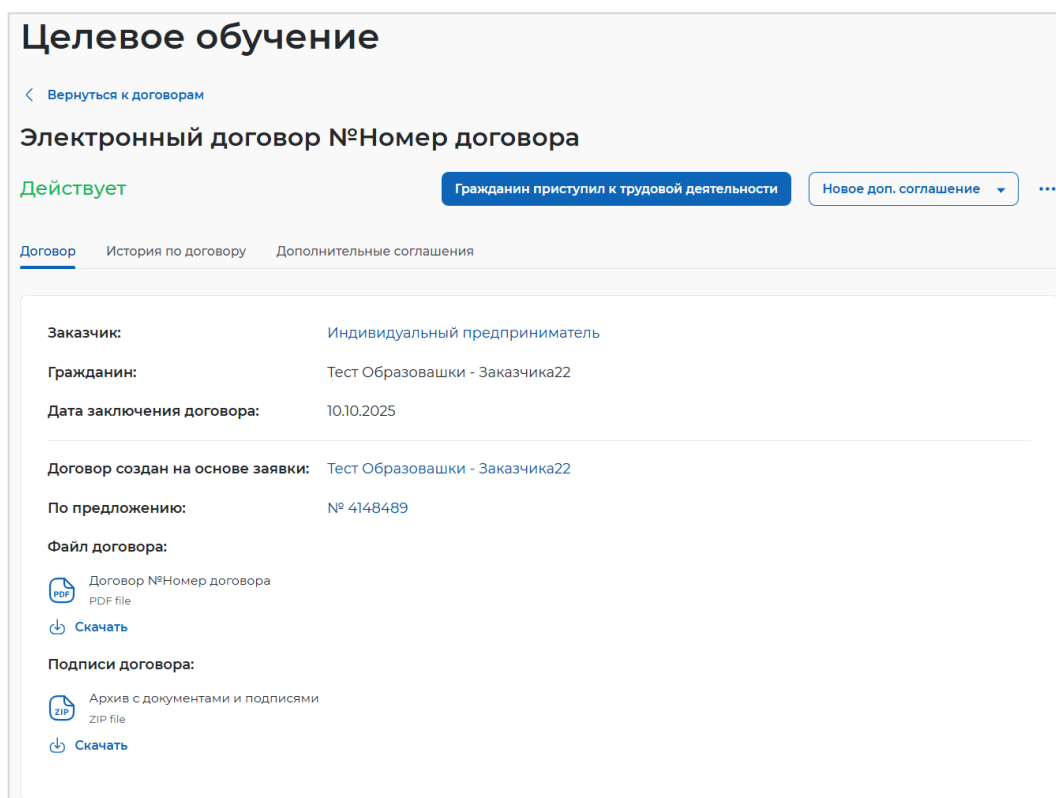 Целевое обучение
Вернуться к договорам
Электронный договор №Номер договора
Действует
Гражданин приступил к трудовой деятельности
Новое доп. соглашение
Договор История по договору Дополнительные соглашения
Заказчик: Индивидуальный предприниматель
Гражданин: Тест Образовашки - Заказчика22
Дата заключения договора: 10.10.2025
Договор создан на основе заявки: Тест Образовашки - Заказчика22
По предложению: № 4148489
Файл договора:
PDF Договор №Номер договора
PDF file
Скачать
Подписи договора:
ZIP Архив с документами и подписями
ZIP file
Скачать